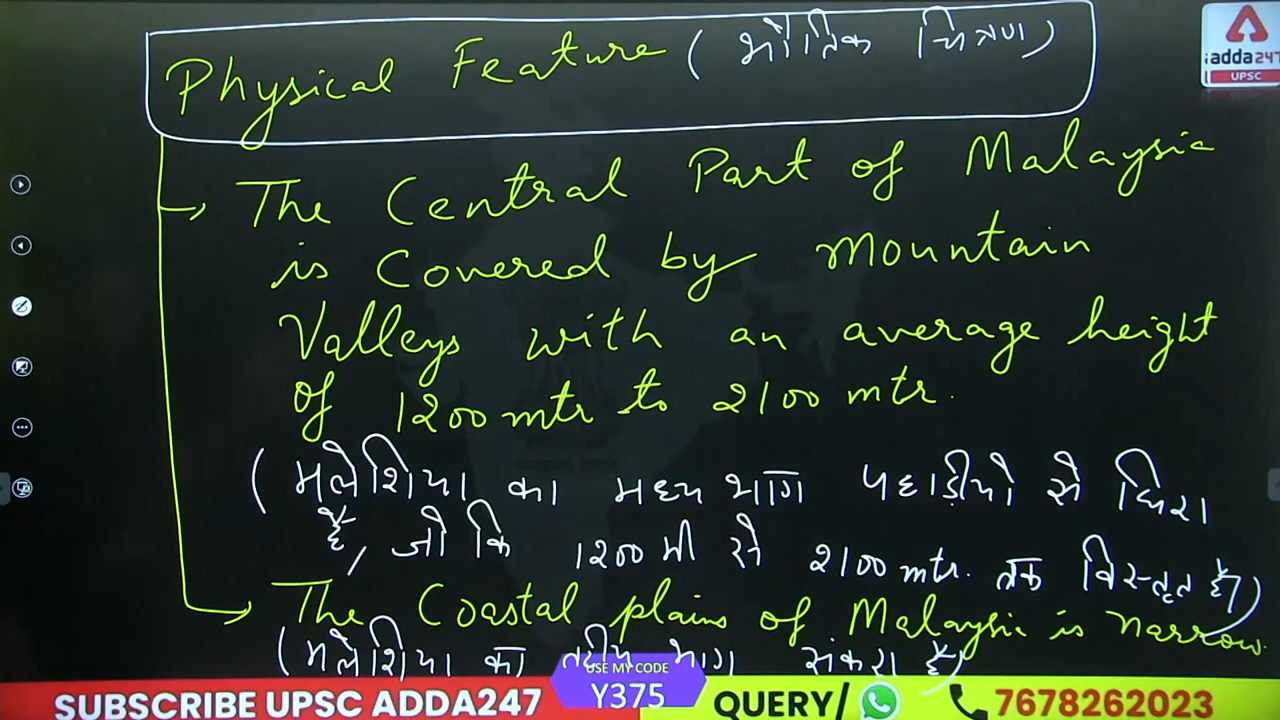 Physical Feature (भौतिक चित्रण)
adda247
UPSC
The Central Part of Malaysia
is Covered by mountain
Valleys with an average height
of 1200 mtr to 2100 mtr.
(मलेशिया का मध्य भाग पहाड़ीयों से घिरा
है, जो कि 1200 मी से 2100 mtr. तक विस्तृत है)
The Coastal plains of Malaysia is narrow.
(मलेशिया का तटीय भाग संकरा है)
USE MY CODE
Y375
SUBSCRIBE UPSC ADDA247
QUERY/
7678262023